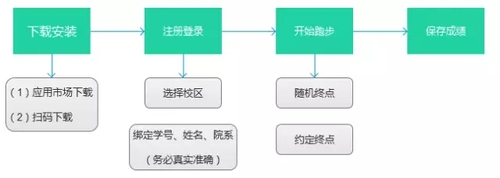 下载安装
注册登录
开始跑步
保存成绩
（1）应用市场下载
（2）扫码下载
选择校区
绑定学号、姓名、院系
（务必真实准确）
随机终点
约定终点